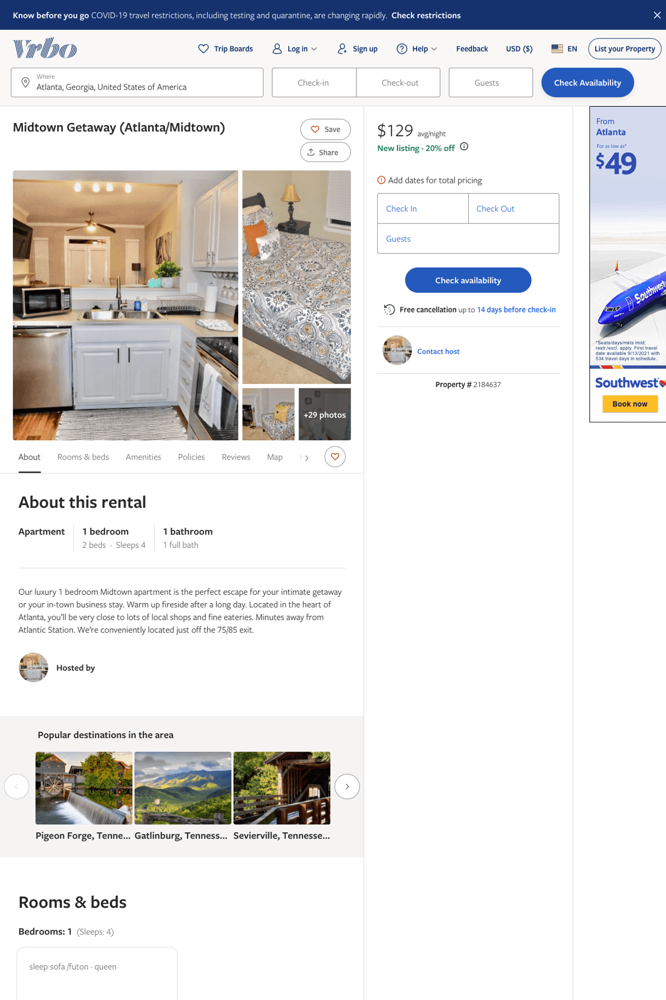 Know before you go COVID-19 travel restrictions, including testing and quarantine, are changing rapidly. Check restrictions
Vrbo
Trip Boards
Log in
Sign up
Help
Feedback
USD ($)
EN
List your Property
Where
Atlanta, Georgia, United States of America
Check-in
Check-out
Guests
Check Availability
Midtown Getaway (Atlanta/Midtown)
Save
Share
+29 photos
$129 avg/night
New listing · 20% off
Add dates for total pricing
Check In
Check Out
Guests
Check availability
Free cancellation up to 14 days before check-in
Contact host
Property # 2184637
From
Atlanta
For as low as*
$49
Southwest
*Seats/days/mkts lmtd;
restr./excl. apply. First travel
date available 9/13/2021 with
534 travel days in schedule.
Southwest
Book now
About
Rooms & beds
Amenities
Policies
Reviews
Map
About this rental
Apartment
1 bedroom
2 beds · Sleeps 4
1 bathroom
1 full bath
Our luxury 1 bedroom Midtown apartment is the perfect escape for your intimate getaway
or your in-town business stay. Warm up fireside after a long day. Located in the heart of
Atlanta, you’ll be very close to lots of local shops and fine eateries. Minutes away from
Atlantic Station. We’re conveniently located just off the 75/85 exit.
Hosted by
Popular destinations in the area
Pigeon Forge, Tenne...
Gatlinburg, Tenness...
Sevierville, Tennesse...
Rooms & beds
Bedrooms: 1 (Sleeps: 4)
sleep sofa /futon · queen